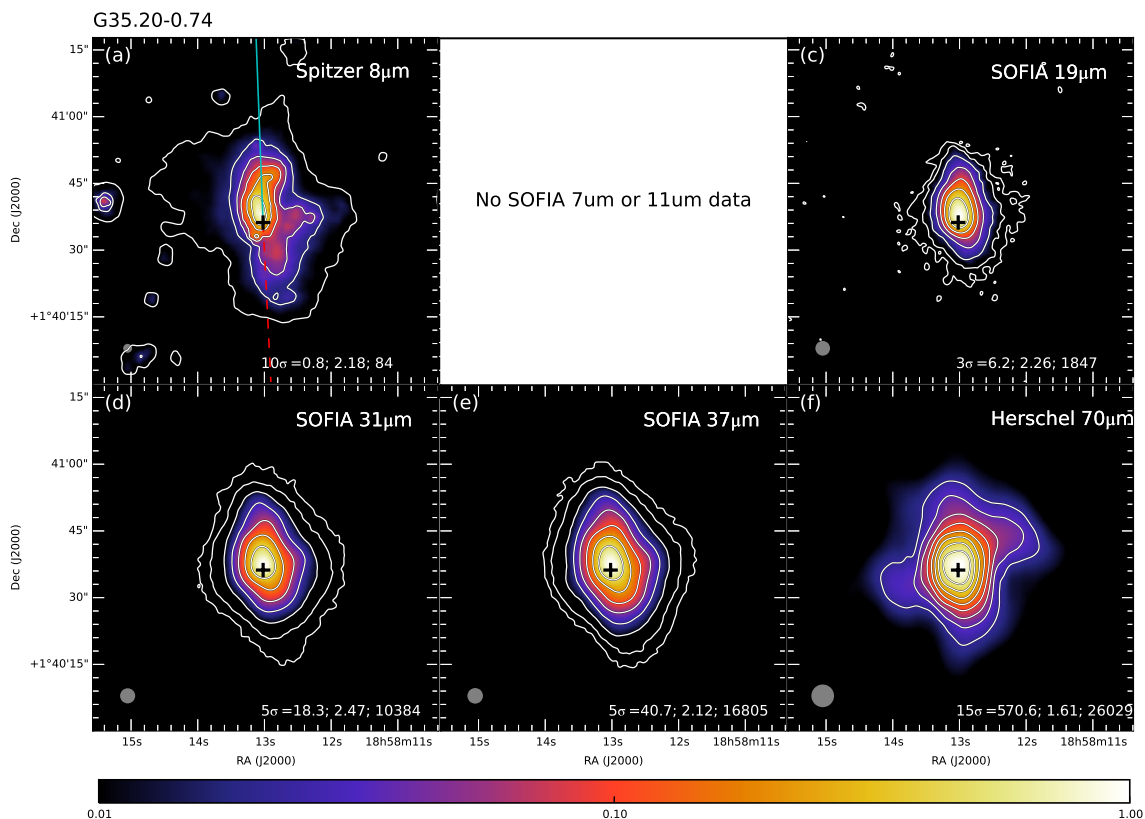 G35.20-0.74
(a)
Spitzer 8μm
10σ=0.8; 2.18; 84
No SOFIA 7um or 11um data
(c)
SOFIA 19μm
3σ=6.2; 2.26; 1847
15"
41'00"
45"
30"
+1°40'15"
Dec (J2000)
(d)
SOFIA 31μm
5σ=18.3; 2.47; 10384
(e)
SOFIA 37μm
5σ=40.7; 2.12; 16805
(f)
Herschel 70μm
15σ=570.6; 1.61; 26029
15"
41'00"
45"
30"
+1°40'15"
Dec (J2000)
15s 14s 13s 12s 18h58m11s
15s 14s 13s 12s 18h58m11s
15s 14s 13s 12s 18h58m11s
RA (J2000)
RA (J2000)
RA (J2000)
0.01 0.10 1.00